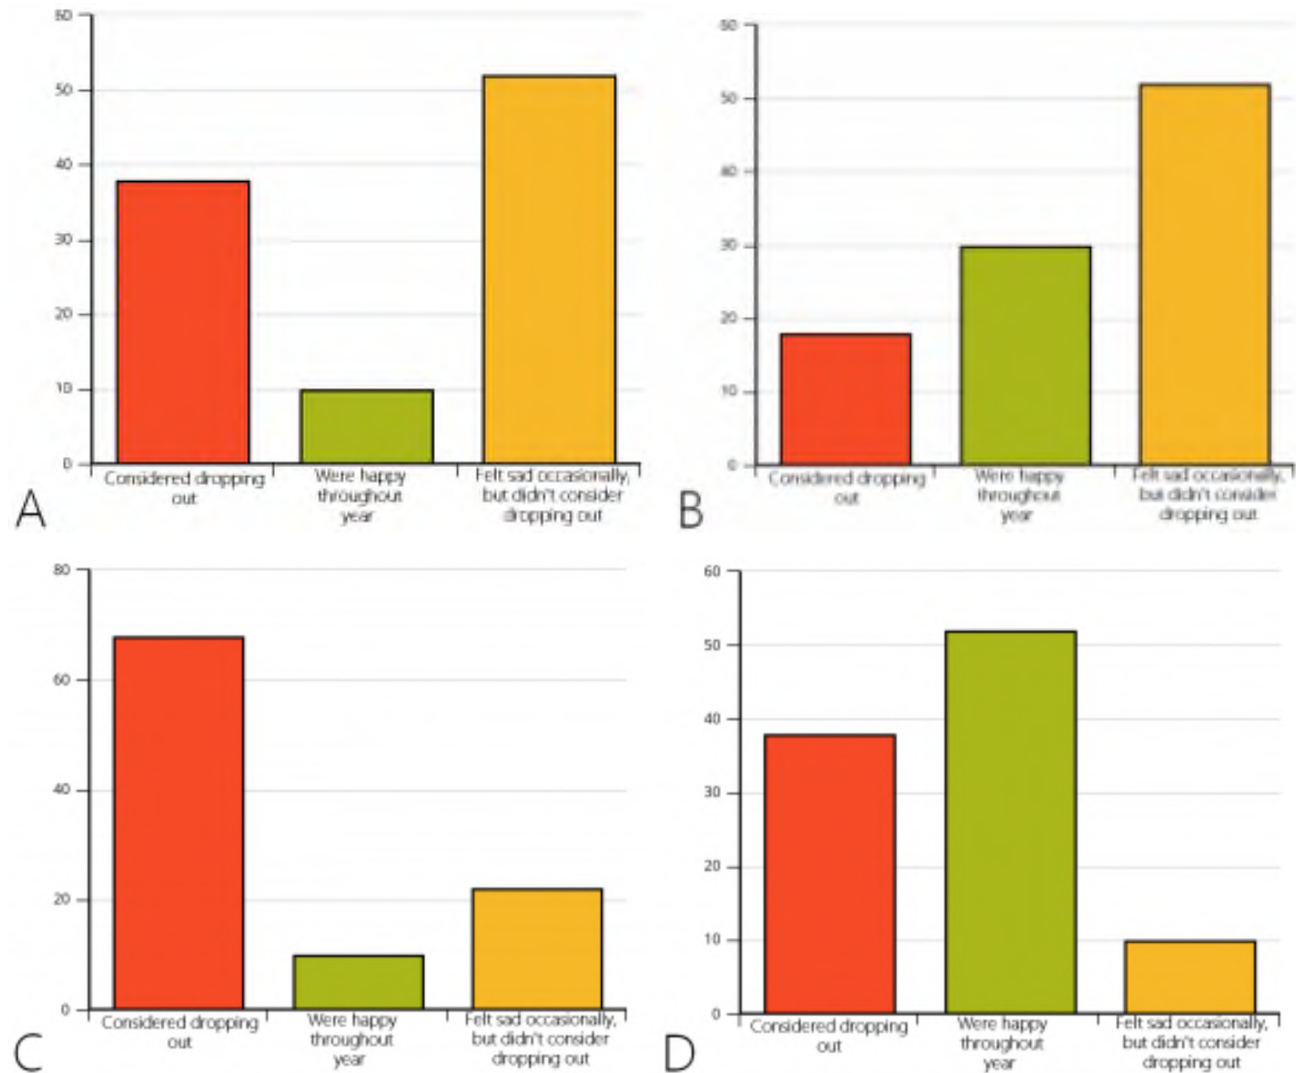 60
50
40
30
20
10
0
Considered dropping
out
Were happy
throughout
year
Felt sad occasionally,
but didn't consider
dropping out
A
60
50
40
30
20
10
0
Considered dropping
out
Were happy
throughout
year
Felt sad occasionally,
but didn't consider
dropping out
B
80
60
40
20
0
Considered dropping
out
Were happy
throughout
year
Felt sad occasionally,
but didn't consider
dropping out
C
60
50
40
30
20
10
0
Considered dropping
out
Were happy
throughout
year
Felt sad occasionally,
but didn't consider
dropping out
D